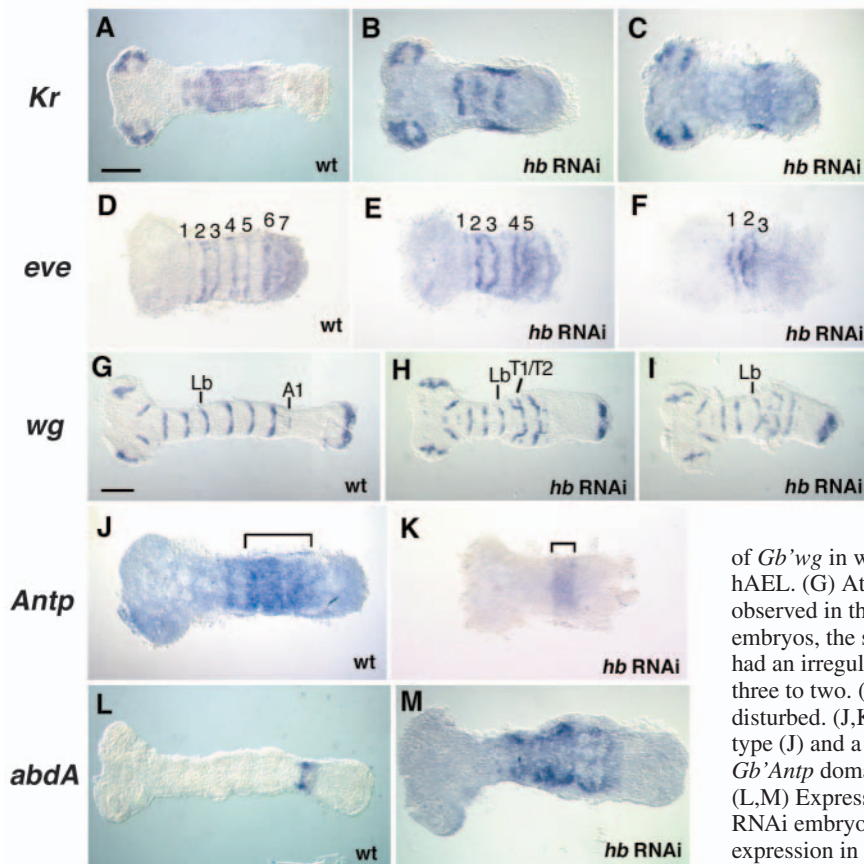 A B C
Kr
wt hb RNAi hb RNAi
D 1 2 3 4 5 6 7 E 1 2 3 4 5 F 1 2 3
eve
wt hb RNAi hb RNAi
G Lb A1 H Lb T1/T2 I Lb
wg
wt hb RNAi hb RNAi
J K
Antp
wt hb RNAi
L M
abdA
wt hb RNAi
of Gb'wg in w
hAEL. (G) At
observed in th
embryos, the s
had an irregul
three to two. (
disturbed. (J,K
type (J) and a
Gb'Antp doma
(L,M) Express
RNAi embryo
expression in